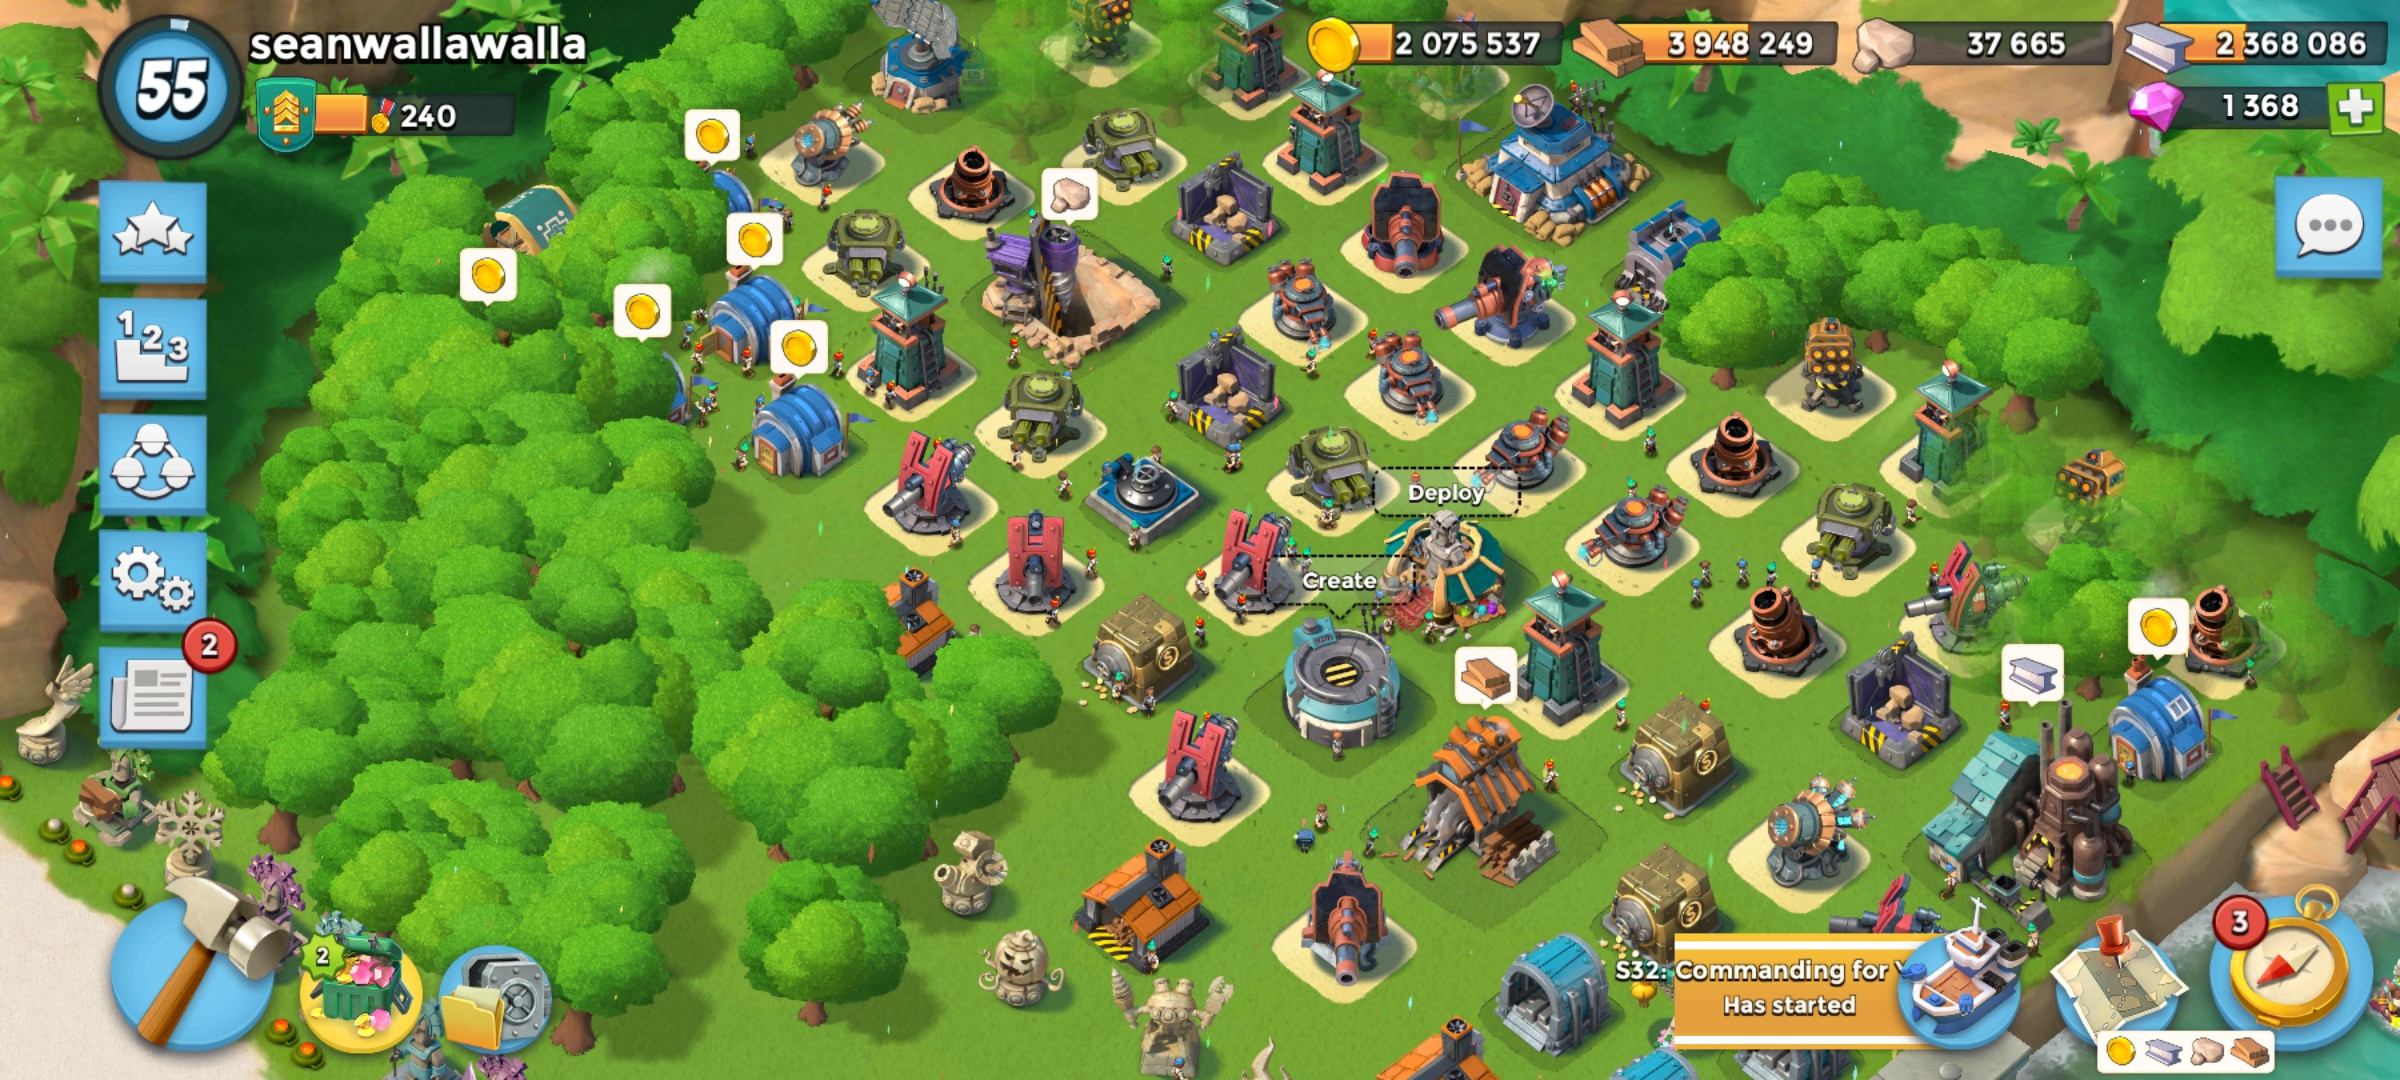 55
seanwallawalla
240
2 075 537
3 948 249
37 665
2 368 086
1 368
123
2
Deploy
Create
2
S32: Commanding for
Has started
3